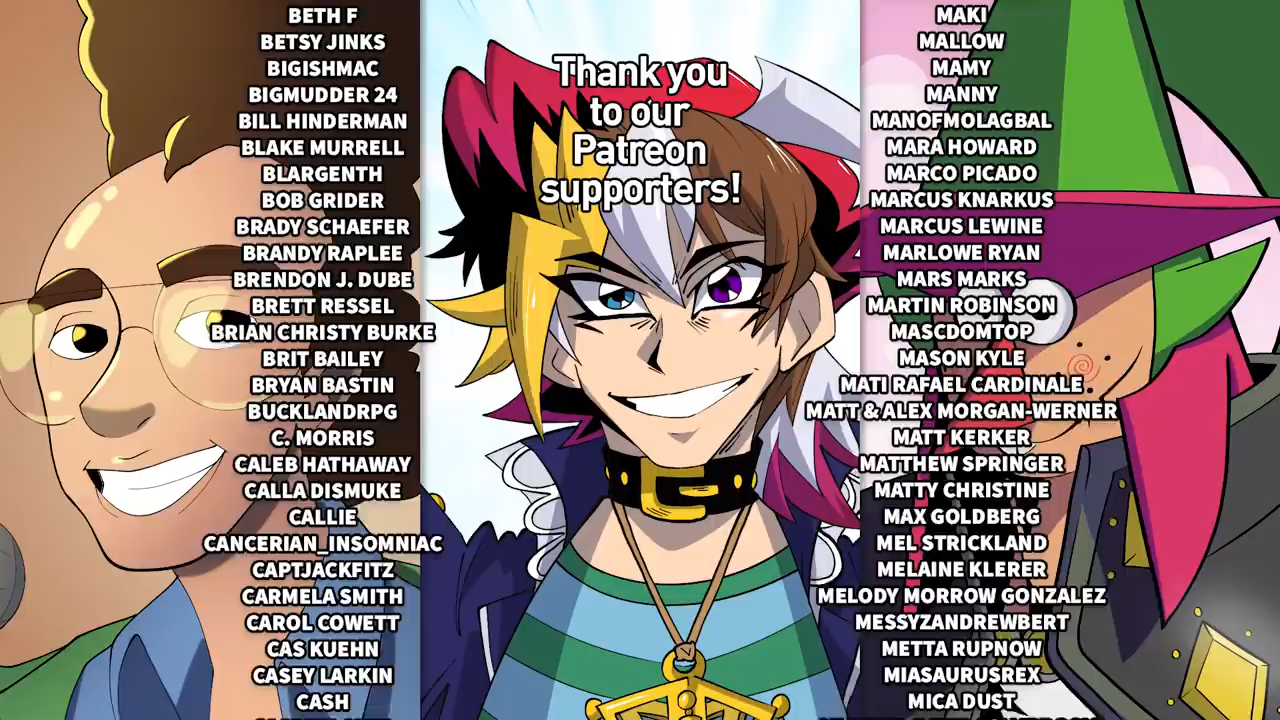 BETH F
BETSY JINKS
BIGISHMAC
BIGMUDDER 24
BILL HINDERMAN
BLAKE MURRELL
BLARGENTH
BOB GRIDER
BRADY SCHAEFER
BRANDY RAPLEE
BRENDON J. DUBE
BRETT RESSEL
BRIAN CHRISTY BURKE
BRIT BAILEY
BRYAN BASTIN
BUCKLANDRPG
C. MORRIS
CALEB HATHAWAY
CALLA DISMUKE
CALLIE
CANCERIAN_INSOMNIAC
CAPTJACKFITZ
CARMELA SMITH
CAROL COWETT
CAS KUEHN
CASEY LARKIN
CASH
Thank you
to our
Patreon
supporters!
MAKI
MALLOW
MAMY
MANNY
MANOFMOLAGBAL
MARA HOWARD
MARCO PICADO
MARCUS KNARKUS
MARCUS LEWINE
MARLOWE RYAN
MARS MARKS
MARTIN ROBINSON
MASCDOMTOP
MASON KYLE
MATI RAFAEL CARDINALE .
MATT & ALEX MORGAN-WERNER
MATT KERKER
MATTHEW SPRINGER
MATTY CHRISTINE
MAX GOLDBERG
MEL STRICKLAND
MELAINE KLERER
MELODY MORROW GONZALEZ
MESSYZANDREWBERT
METTA RUPNOW
MIASAURUSREX
MICA DUST